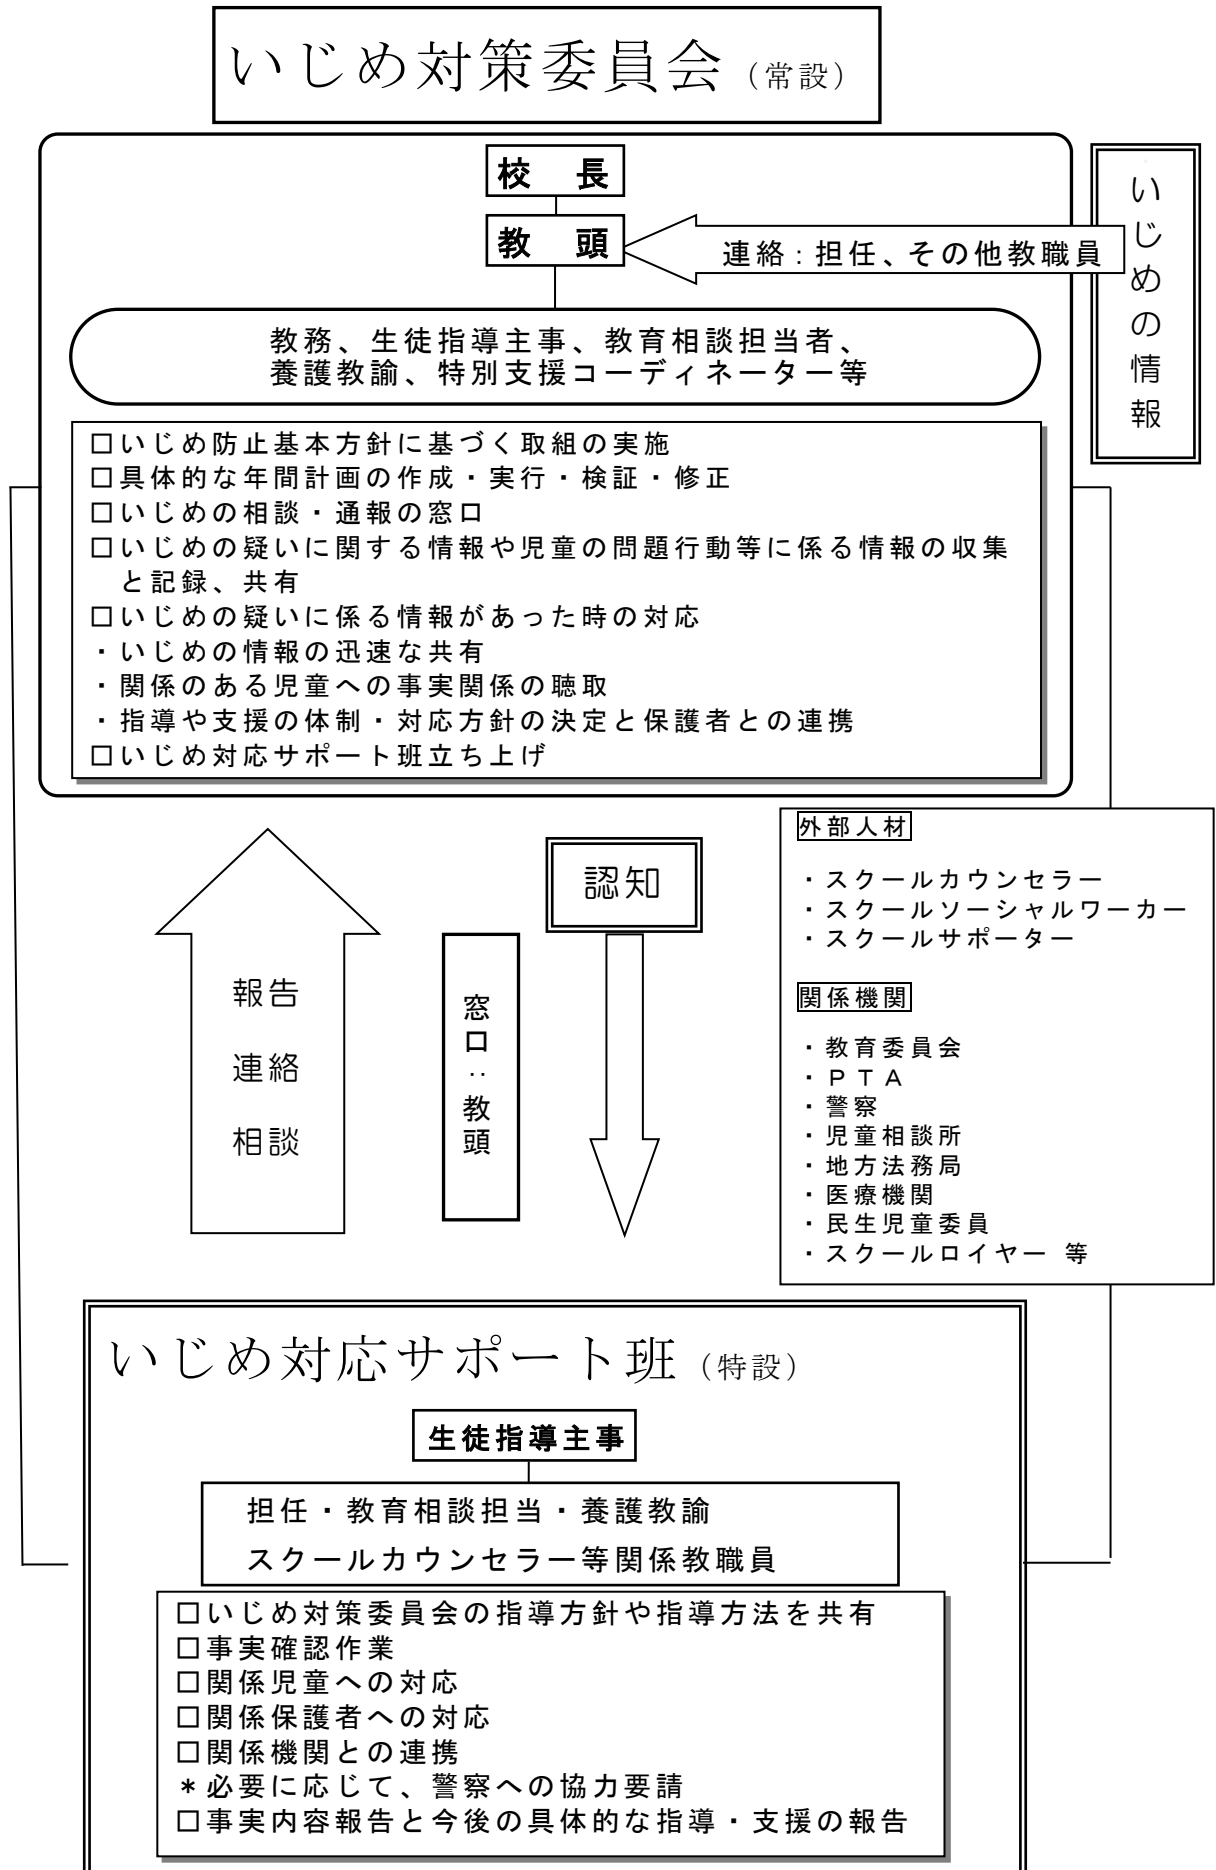 いじめ対策委員会（常設）
校　長
教　頭
連絡：担任、その他教職員
いじめの情報
教務、生徒指導主事、教育相談担当者、
養護教諭、特別支援コーディネーター等
□いじめ防止基本方針に基づく取組の実施
□具体的な年間計画の作成・実行・検証・修正
□いじめの相談・通報の窓口
□いじめの疑いに関する情報や児童の問題行動等に係る情報の収集
と記録、共有
□いじめの疑いに係る情報があった時の対応
・いじめの情報の迅速な共有
・関係のある児童への事実関係の聴取
・指導や支援の体制・対応方針の決定と保護者との連携
□いじめ対応サポート班立ち上げ
報告
連絡
相談
窓口：教頭
認知
外部人材
・スクールカウンセラー
・スクールソーシャルワーカー
・スクールサポーター
関係機関
・教育委員会
・ＰＴＡ
・警察
・児童相談所
・地方法務局
・医療機関
・民生児童委員
・スクールロイヤー 等
いじめ対応サポート班（特設）
生徒指導主事
担任・教育相談担当・養護教諭
スクールカウンセラー等関係教職員
□いじめ対策委員会の指導方針や指導方法を共有
□事実確認作業
□関係児童への対応
□関係保護者への対応
□関係機関との連携
＊必要に応じて、警察への協力要請
□事実内容報告と今後の具体的な指導・支援の報告